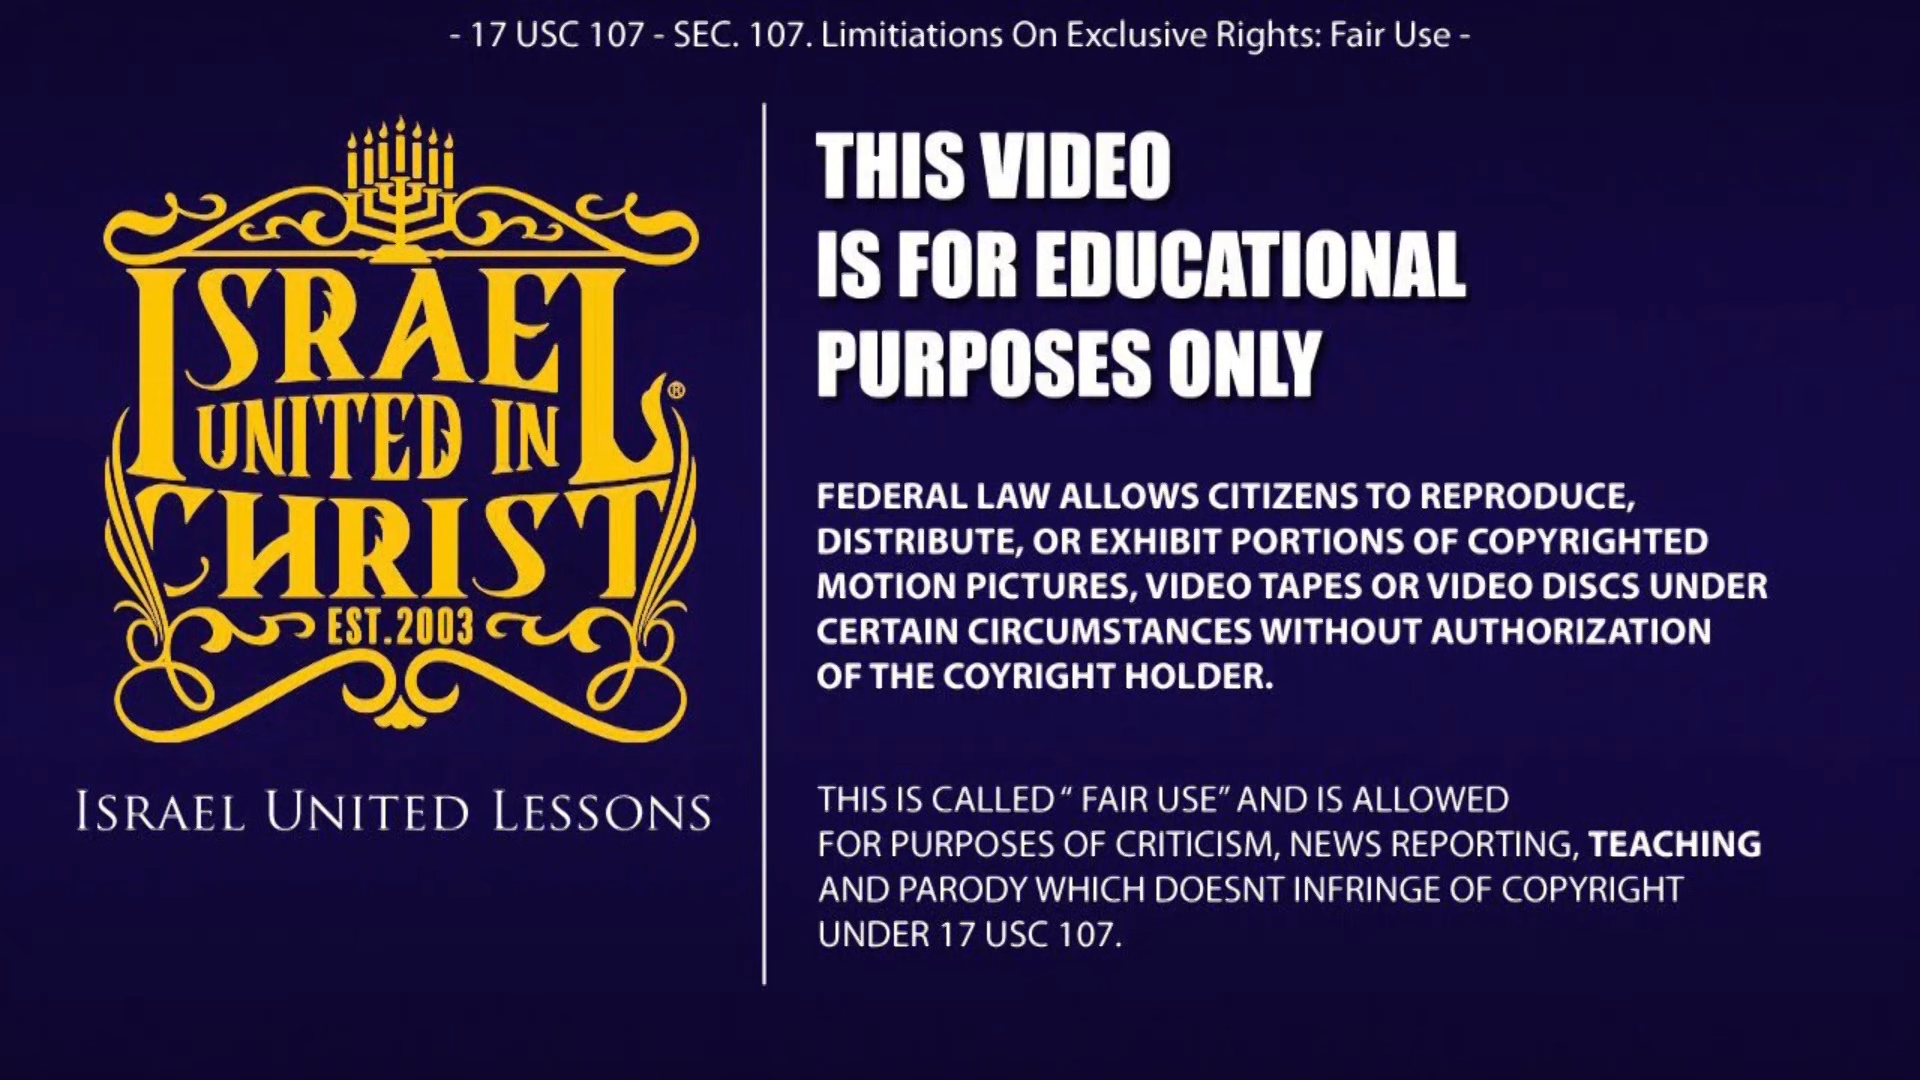 - 17 USC 107 - SEC. 107. Limitiations On Exclusive Rights: Fair Use -
ISRAEL
UNITED IN
CHRIST
®
EST.2003
ISRAEL UNITED LESSONS
THIS VIDEO
IS FOR EDUCATIONAL
PURPOSES ONLY
FEDERAL LAW ALLOWS CITIZENS TO REPRODUCE,
DISTRIBUTE, OR EXHIBIT PORTIONS OF COPYRIGHTED
MOTION PICTURES, VIDEO TAPES OR VIDEO DISCS UNDER
CERTAIN CIRCUMSTANCES WITHOUT AUTHORIZATION
OF THE COYRIGHT HOLDER.
THIS IS CALLED “ FAIR USE” AND IS ALLOWED
FOR PURPOSES OF CRITICISM, NEWS REPORTING, TEACHING
AND PARODY WHICH DOESNT INFRINGE OF COPYRIGHT
UNDER 17 USC 107.